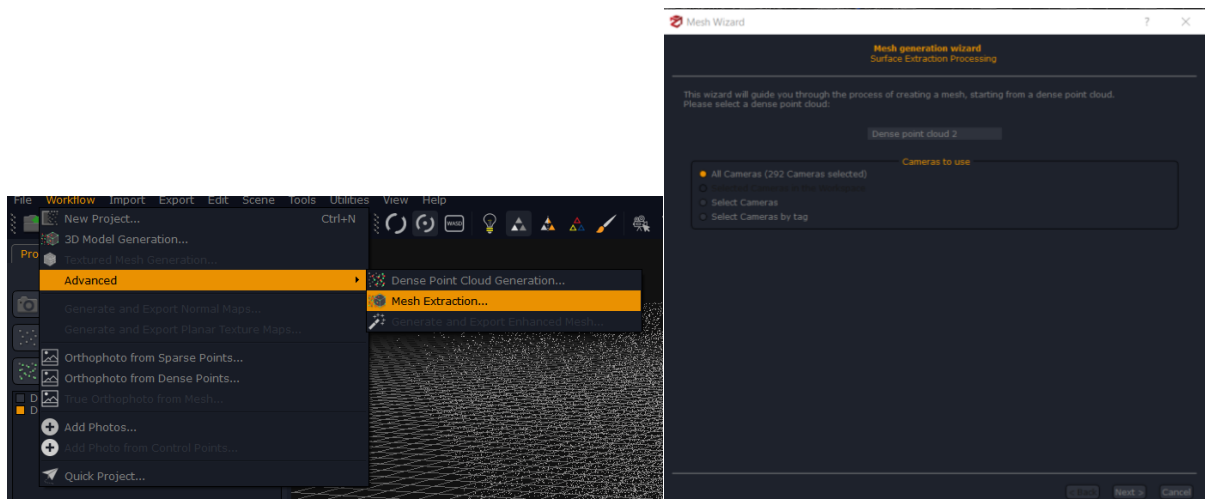 File Workflow Import Export Edit Scene Tools Utilities View Help
New Project... Ctrl+N
3D Model Generation...
Textured Mesh Generation...
Advanced
Generate and Export Normal Maps...
Generate and Export Planar Texture Maps...
Orthophoto from Sparse Points...
Orthophoto from Dense Points...
True Orthophoto from Mesh...
Add Photos...
Add Photo from Control Points...
Quick Project...
Dense Point Cloud Generation...
Mesh Extraction...
Generate and Export Enhanced Mesh...
Pro
D
D
WASD
Mesh Wizard
Mesh generation wizard
Surface Extraction Processing
This wizard will guide you through the process of creating a mesh, starting from a dense point cloud.
Please select a dense point cloud:
Dense point cloud 2
Cameras to use
All Cameras (292 Cameras selected)
Select Cameras
Select Cameras by tag
< Back Next > Cancel